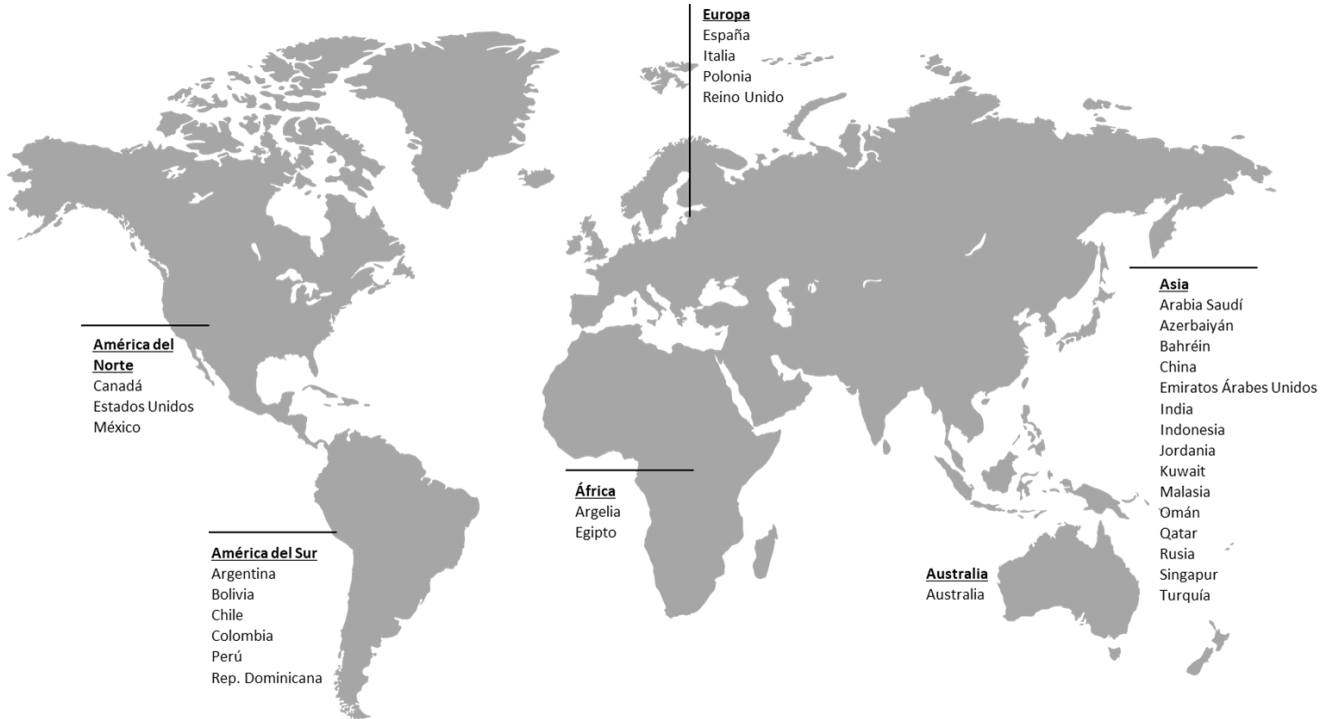 Europa
España
Italia
Polonia
Reino Unido
Asia
Arabia Saudí
Azerbaiyán
Bahréin
China
Emiratos Árabes Unidos
India
Indonesia
Jordania
Kuwait
Malasia
Omán
Qatar
Rusia
Singapur
Turquía
América del
Norte
Canadá
Estados Unidos
México
África
Argelia
Egipto
América del Sur
Argentina
Bolivia
Chile
Colombia
Perú
Rep. Dominicana
Australia
Australia